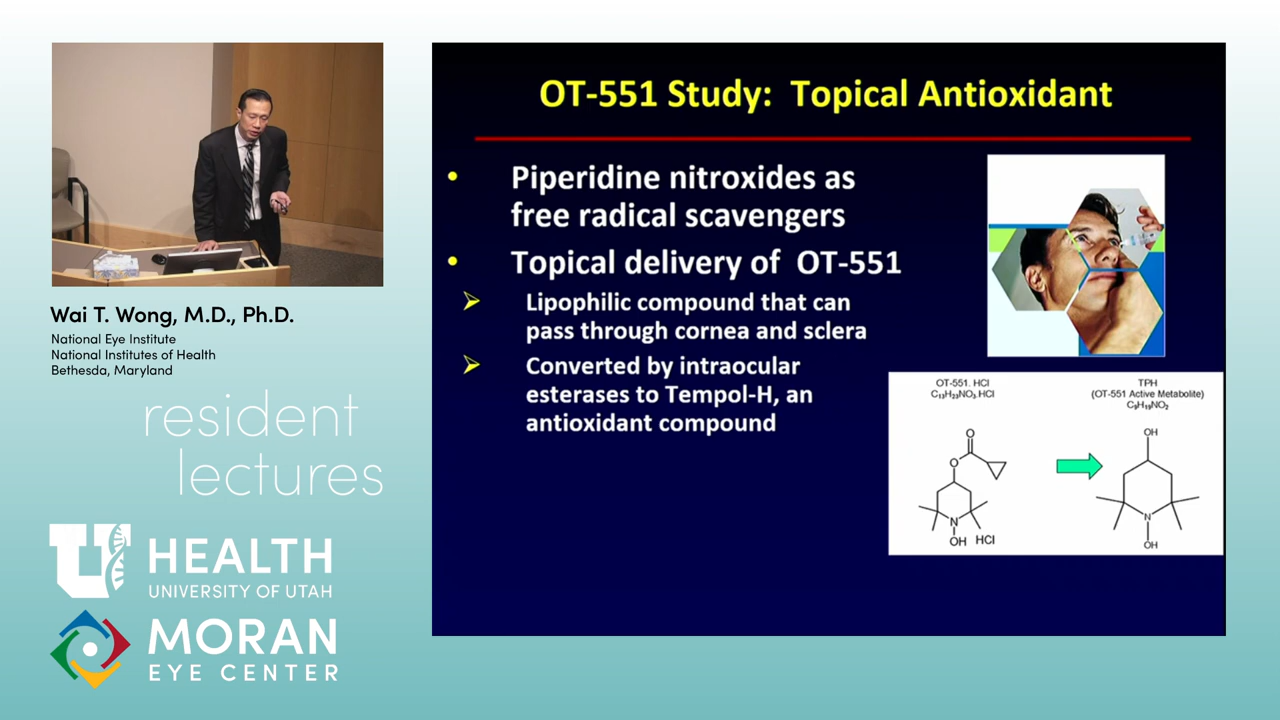 OT-551 Study: Topical Antioxidant
• Piperidine nitroxides as
free radical scavengers
• Topical delivery of OT-551
➢ Lipophilic compound that can
pass through cornea and sclera
➢ Converted by intraocular
esterases to Tempol-H, an
antioxidant compound
OT-551. HCl
C₁₃H₂₃NO₃.HCl
O
O
N
OH HCl
TPH
(OT-551 Active Metabolite)
C₉H₁₉NO₂
OH
N
OH
Wai T. Wong, M.D., Ph.D.
National Eye Institute
National Institutes of Health
Bethesda, Maryland
resident
lectures
U HEALTH
UNIVERSITY OF UTAH
MORAN
EYE CENTER